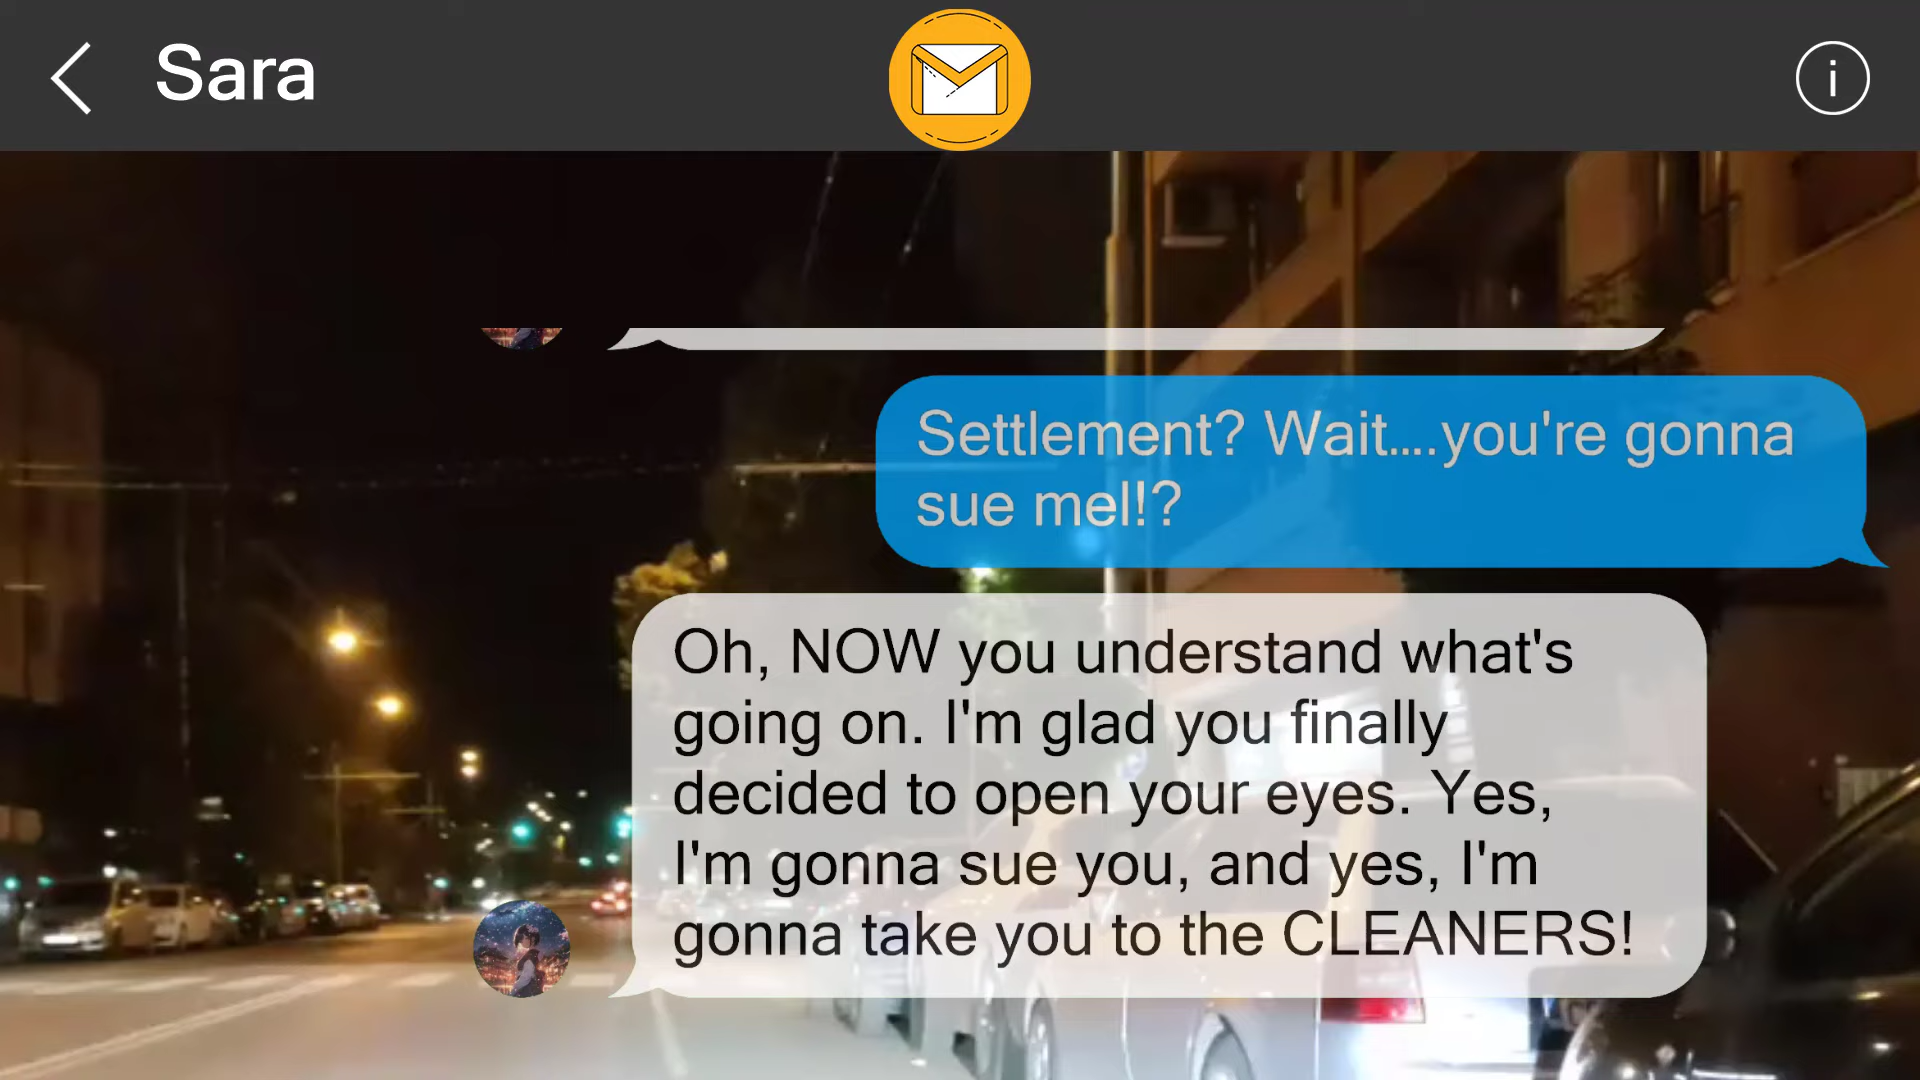 Sara
i
Settlement? Wait....you're gonna
sue mel!?
Oh, NOW you understand what's
going on. I'm glad you finally
decided to open your eyes. Yes,
I'm gonna sue you, and yes, I'm
gonna take you to the CLEANERS!